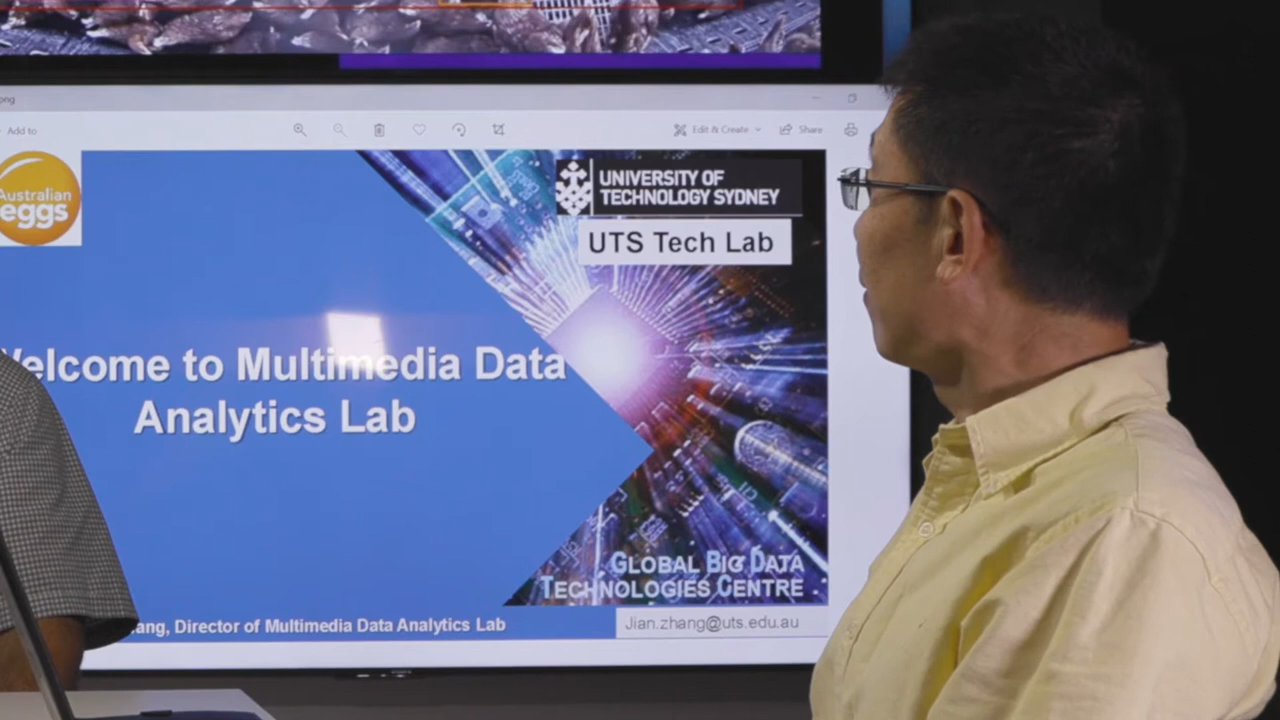 png
Add to
Edit & Create
Share
Australian
eggs
UNIVERSITY OF
TECHNOLOGY SYDNEY
UTS Tech Lab
elcome to Multimedia Data
Analytics Lab
GLOBAL BIG DATA
TECHNOLOGIES CENTRE
ang, Director of Multimedia Data Analytics Lab
Jian.zhang@uts.edu.au